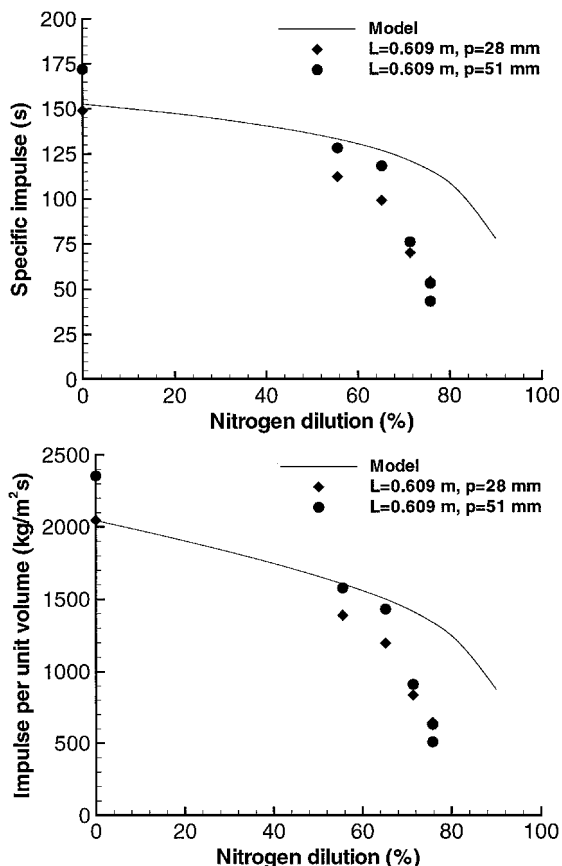 Model
L=0.609 m, p=28 mm
L=0.609 m, p=51 mm
200
175
150
125
100
75
50
25
0
Specific impulse (s)
0 20 40 60 80 100
Nitrogen dilution (%)
Model
L=0.609 m, p=28 mm
L=0.609 m, p=51 mm
2500
2000
1500
1000
500
0
Impulse per unit volume (kg/m²s)
0 20 40 60 80 100
Nitrogen dilution (%)